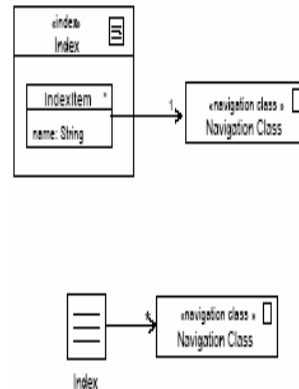 «index»
Index
IndexItem *
name: String
1
«navigation class »
Navigation Class
*
«navigation class »
Navigation Class
Index